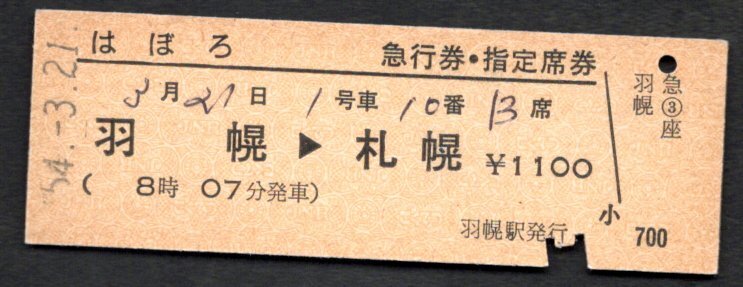 はぼろ
急行券・指定席券
3月21日 1号車 10番 B席
羽幌▶札幌 ¥1100
( 8時 07分発車)
羽幌駅発行
小
急③座
羽幌
700
54.-3.21.